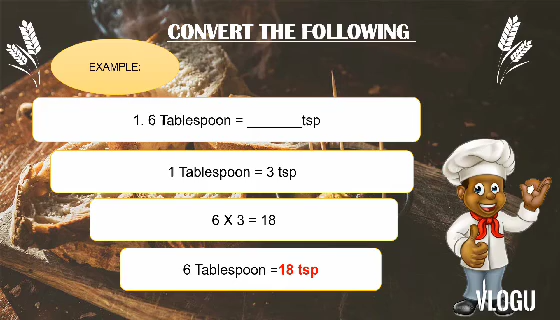 CONVERT THE FOLLOWING
EXAMPLE:
1. 6 Tablespoon = _______tsp
1 Tablespoon = 3 tsp
6 X 3 = 18
6 Tablespoon =18 tsp
VLOGU